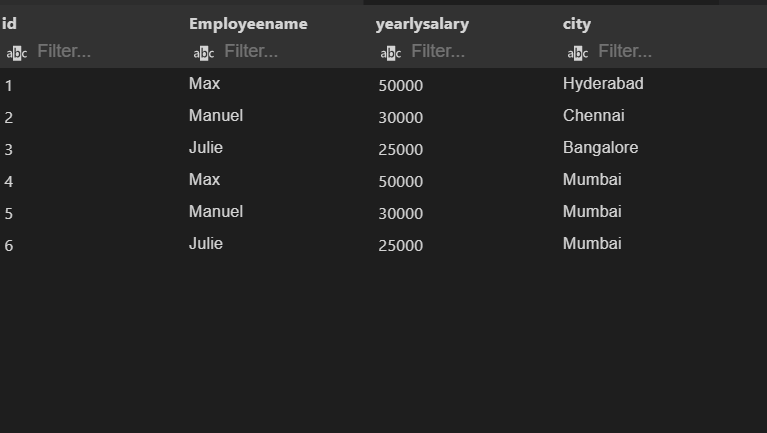 id Employeename yearlysalary city
abc Filter... abc Filter... abc Filter... abc Filter...
1 Max 50000 Hyderabad
2 Manuel 30000 Chennai
3 Julie 25000 Bangalore
4 Max 50000 Mumbai
5 Manuel 30000 Mumbai
6 Julie 25000 Mumbai